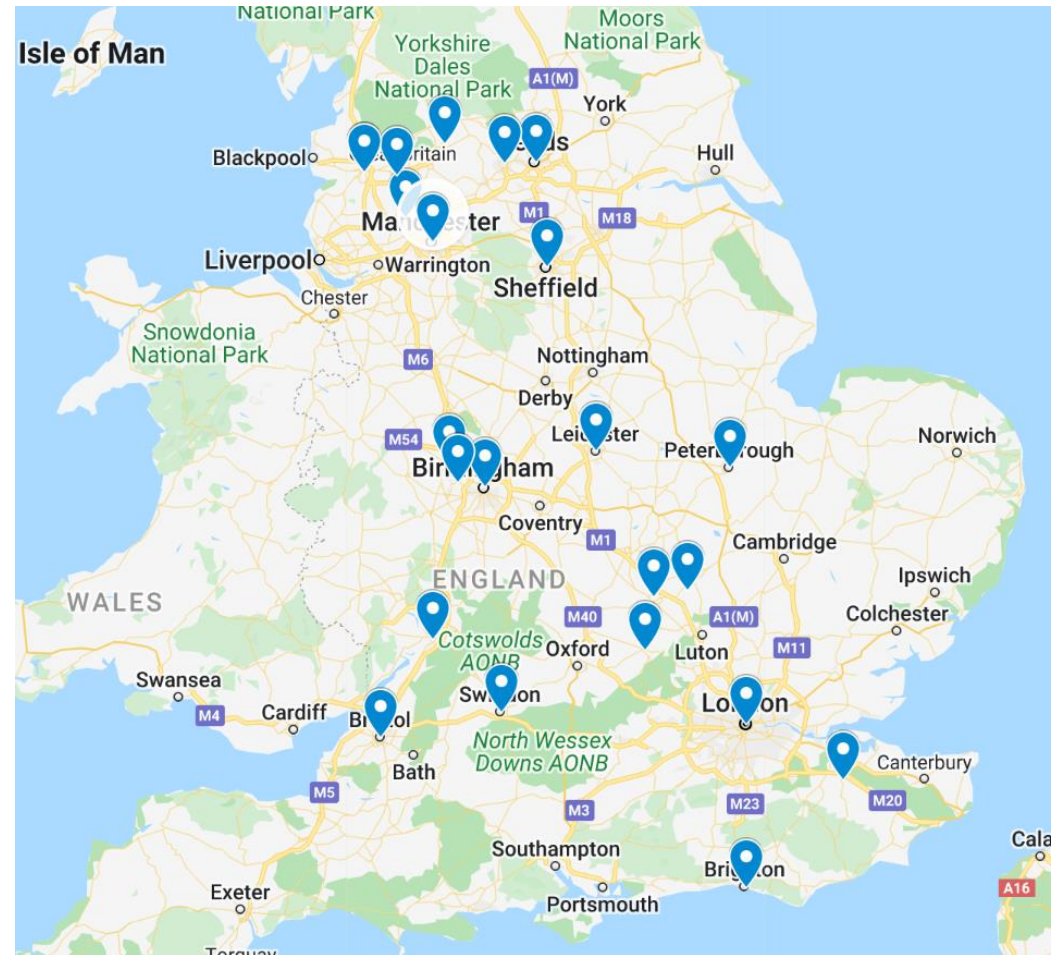 National Park
Moors
National Park
Isle of Man
Yorkshire
Dales
National Park
A1(M)
York
Blackpool
Hull
M1
M18
Liverpool
Warrington
Sheffield
Chester
Snowdonia
National Park
M6
Nottingham
Derby
M54
Norwich
Coventry
M1
Cambridge
ENGLAND
Ipswich
WALES
M40
A1(M)
Colchester
Cotswolds
AONB
Oxford
Luton
M11
Swansea
M4
Cardiff
North Wessex
Downs AONB
Bath
Canterbury
M5
M3
M23
M20
Southampton
Portsmouth
Exeter
A16